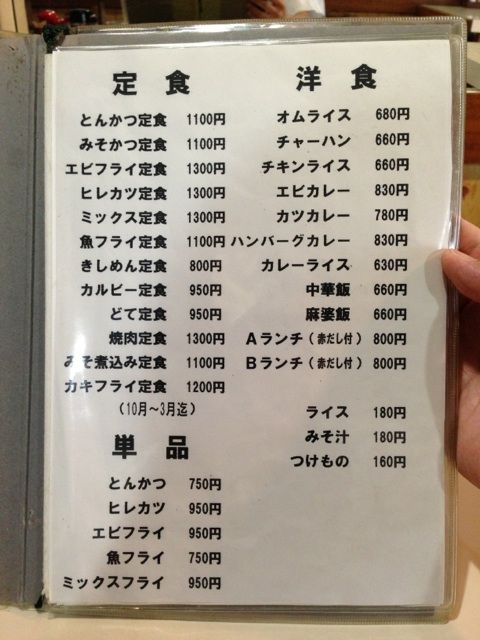 定食
とんかつ定食 1100円
みそかつ定食 1100円
エビフライ定食 1300円
ヒレカツ定食 1300円
ミックス定食 1300円
魚フライ定食 1100円
きしめん定食 800円
カルビー定食 950円
どて定食 950円
焼肉定食 1300円
みそ煮込み定食 1100円
カキフライ定食 1200円
(10月〜3月迄)
単品
とんかつ 750円
ヒレカツ 950円
エビフライ 950円
魚フライ 750円
ミックスフライ 950円
洋食
オムライス 680円
チャーハン 660円
チキンライス 660円
エビカレー 830円
カツカレー 780円
ハンバーグカレー 830円
カレーライス 630円
中華飯 660円
麻婆飯 660円
Aランチ(赤だし付) 800円
Bランチ(赤だし付) 800円
ライス 180円
みそ汁 180円
つけもの 160円